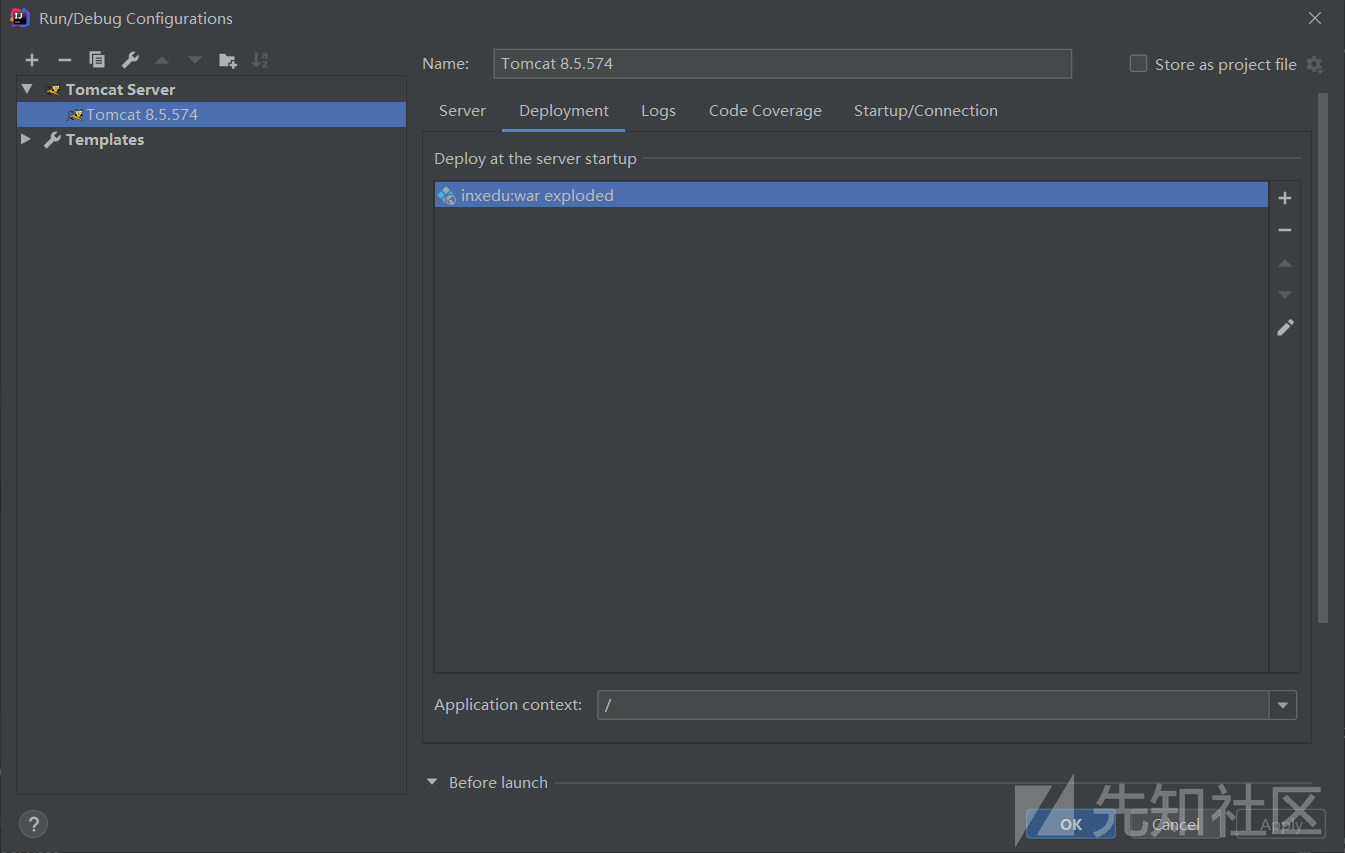 Run/Debug Configurations
Tomcat Server
Tomcat 8.5.574
Templates
Name: Tomcat 8.5.574 Store as project file
Server Deployment Logs Code Coverage Startup/Connection
Deploy at the server startup
inxedu:war exploded
Application context: /
Before launch
先知社区
? OK Cancel Apply